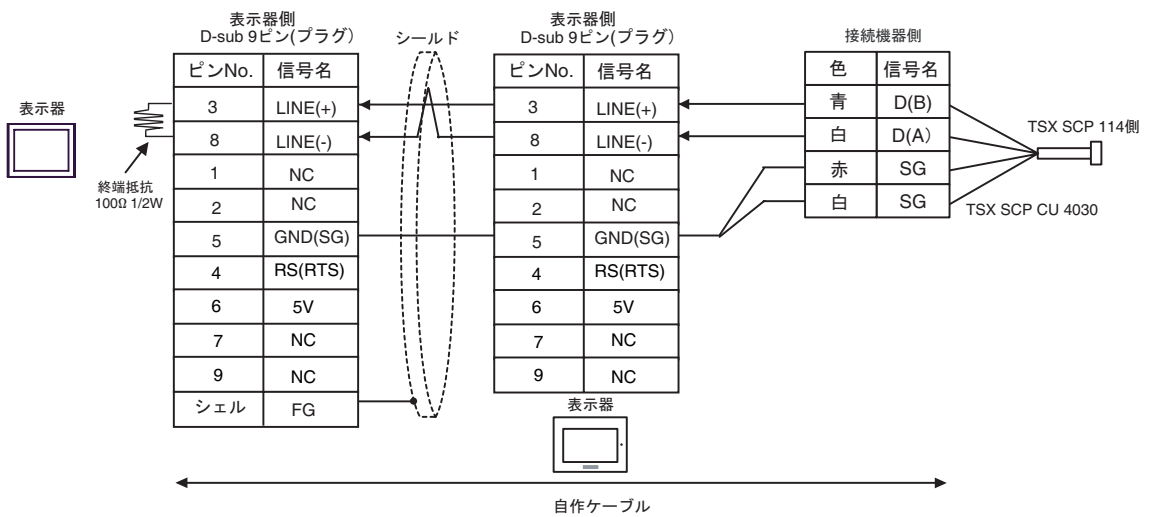 表示器側
D-sub 9ピン(プラグ)
シールド
表示器側
D-sub 9ピン(プラグ)
接続機器側
ピンNo. 信号名
3 LINE(+)
8 LINE(-)
1 NC
2 NC
5 GND(SG)
4 RS(RTS)
6 5V
7 NC
9 NC
シェル FG
ピンNo. 信号名
3 LINE(+)
8 LINE(-)
1 NC
2 NC
5 GND(SG)
4 RS(RTS)
6 5V
7 NC
9 NC
色 信号名
青 D(B)
白 D(A)
赤 SG
白 SG
表示器
終端抵抗
100Ω 1/2W
TSX SCP 114側
TSX SCP CU 4030
表示器
自作ケーブル